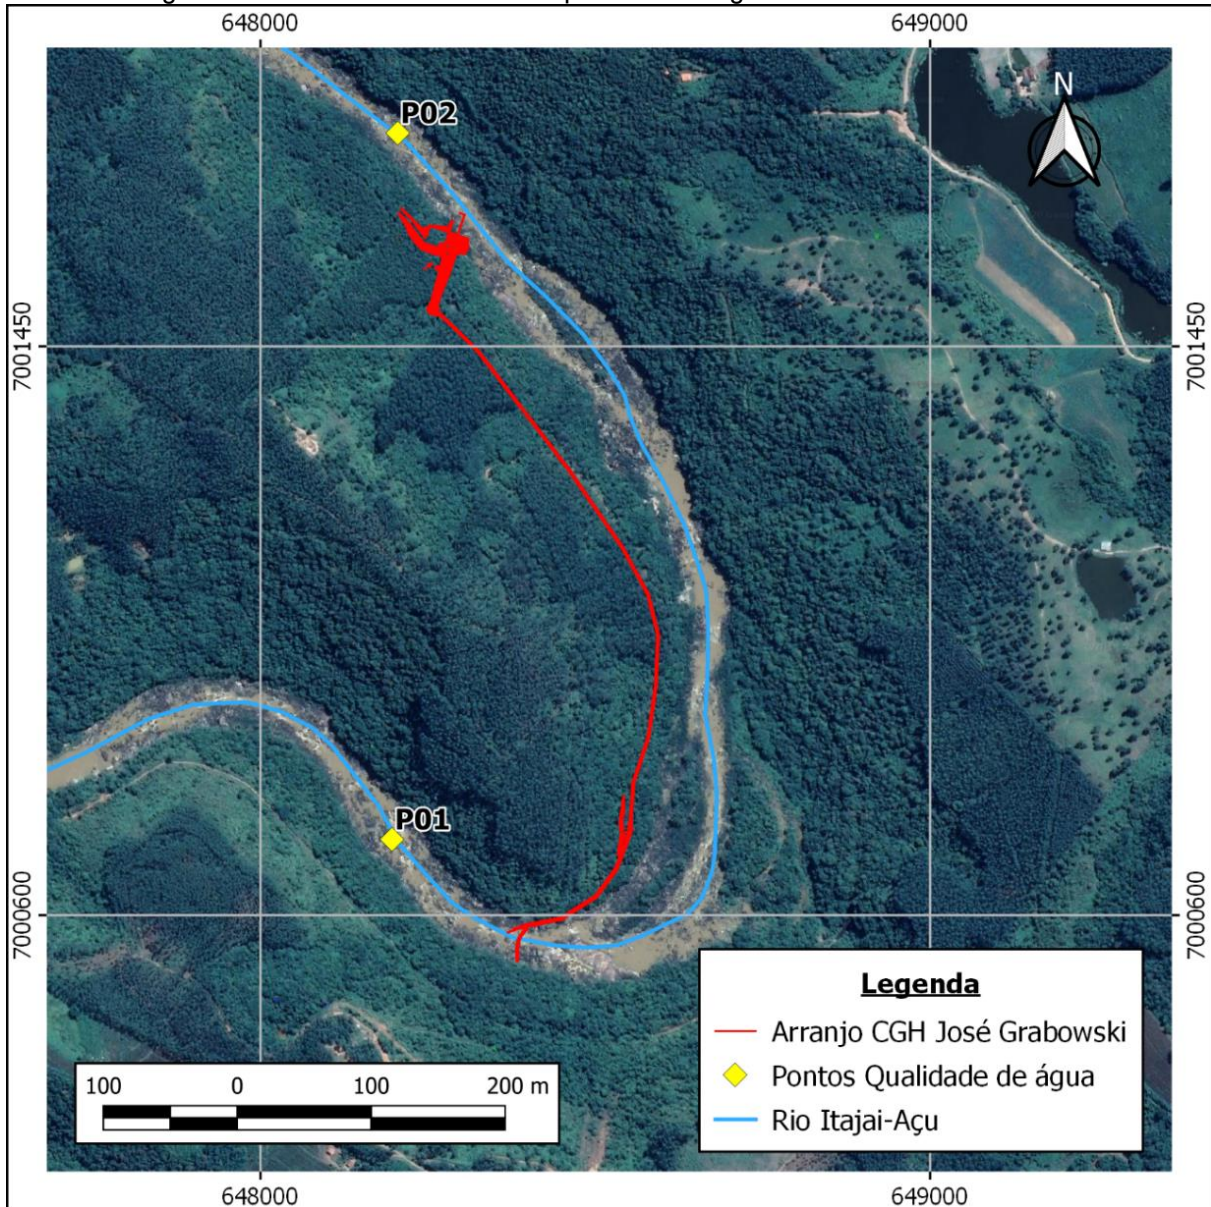 648000 649000
N
P02
7001450 7001450
P01
7000600 7000600
Legenda
Arranjo CGH José Grabowski
Pontos Qualidade de água
Rio Itajai-Açu
100 0 100 200 m
648000 649000